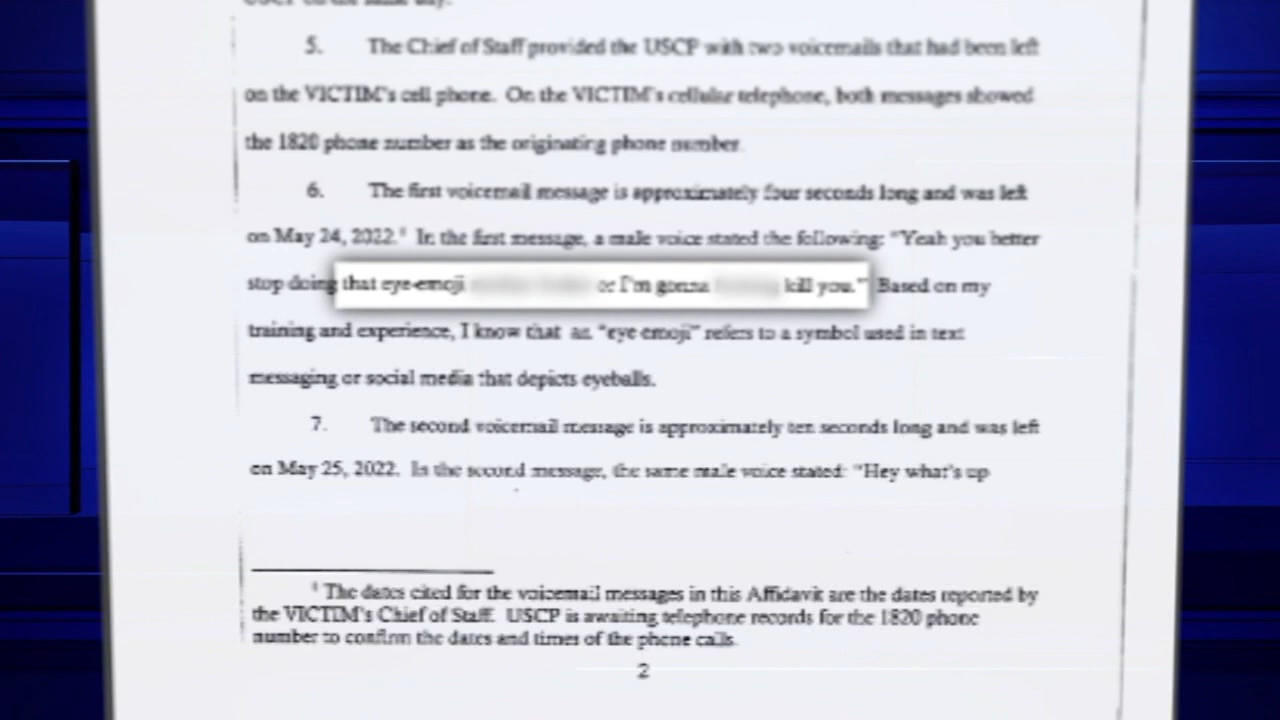 5. The Chief of Staff provided the USCP with two voicemails that had been left
on the VICTIM's cell phone. On the VICTIM's cellular telephone, both messages showed
the 1820 phone number as the originating phone number.
6. The first voicemail message is approximately four seconds long and was left
on May 24, 2022.¹ In the first message, a male voice stated the following: "Yeah you better
stop doing that eye-emoji or I'm gonna kill you." Based on my
training and experience, I know that an "eye emoji" refers to a symbol used in text
messaging or social media that depicts eyeballs.
7. The second voicemail message is approximately ten seconds long and was left
on May 25, 2022. In the second message, the same male voice stated: "Hey what's up
¹ The dates cited for the voicemail messages in this Affidavit are the dates reported by
the VICTIM's Chief of Staff. USCP is awaiting telephone records for the 1820 phone
number to confirm the dates and times of the phone calls.
2